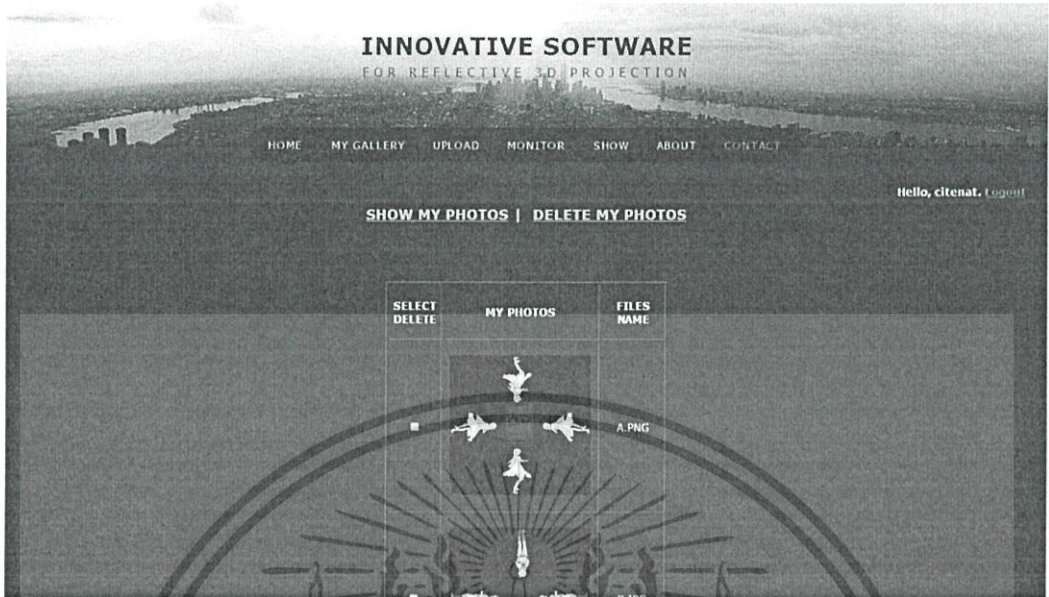 INNOVATIVE SOFTWARE
FOR REFLECTIVE 3D PROJECTION
HOME MY GALLERY UPLOAD MONITOR SHOW ABOUT CONTACT
Hello, citenat. Logout
SHOW MY PHOTOS | DELETE MY PHOTOS
SELECT DELETE MY PHOTOS FILES NAME
A.PNG